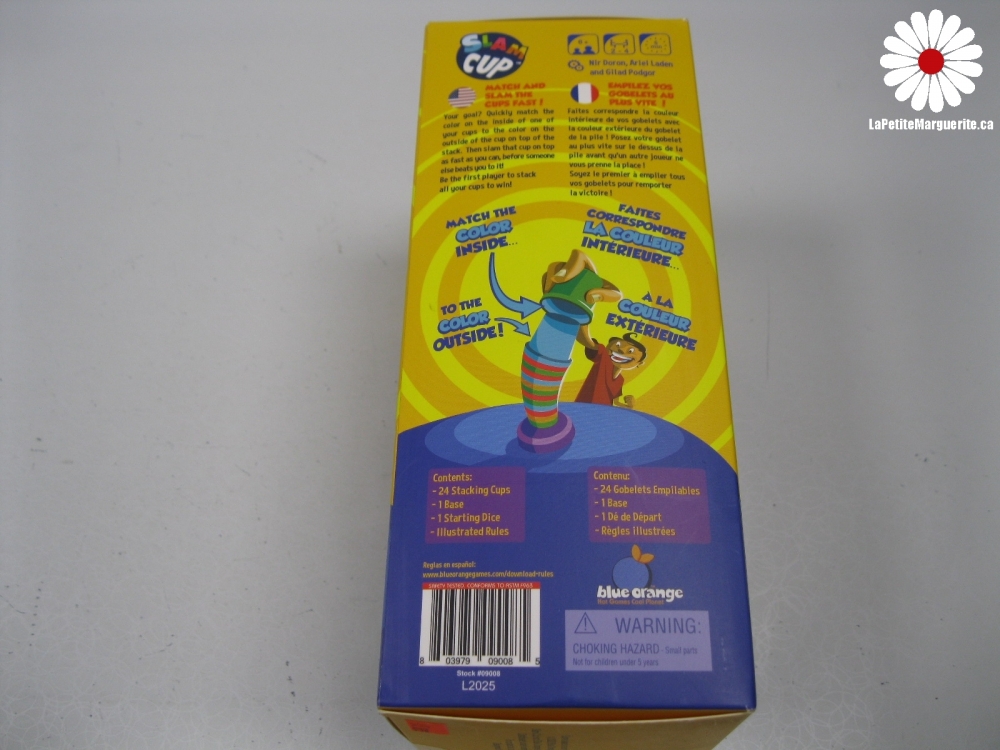 SLAM
CUP
LaPetiteMarguerite.ca
Nir Doron, Ariel Laden
and Gilad Podgor
MATCH AND
SLAM THE
CUPS FAST!
Your goal? Quickly match the
color on the inside of one of
your cups to the color on the
outside of the cup on top of the
stack. Then slam that cup on top
as fast as you can, before someone
else beats you to it!
Be the first player to stack
all your cups to win!
EMPILEZ VOS
GOBELETS AU
PLUS VITE !
Faites correspondre la couleur
intérieure de vos gobelets avec
la couleur extérieure du gobelet
de la pile ! Posez votre gobelet
au plus vite sur le dessus de la
pile avant qu'un autre joueur ne
vous prenne la place !
Soyez le premier à empiler tous
vos gobelets pour remporter
la victoire !
MATCH THE
COLOR
INSIDE...
FAITES
CORRESPONDRE
LA COULEUR
INTÉRIEURE...
TO THE
COLOR
OUTSIDE!
À LA
COULEUR
EXTÉRIEURE
Contents:
- 24 Stacking Cups
- 1 Base
- 1 Starting Dice
- Illustrated Rules
Contenu:
- 24 Gobelets Empilables
- 1 Base
- 1 Dé de Départ
- Règles illustrées
Reglas en español:
www.blueorangegames.com/download-rules
SAFETY TESTED. CONFORMS TO ASTM F963
8 03979 09008 5
Stock #09008
L2025
blue orange
WARNING:
CHOKING HAZARD - Small parts
Not for children under 5 years